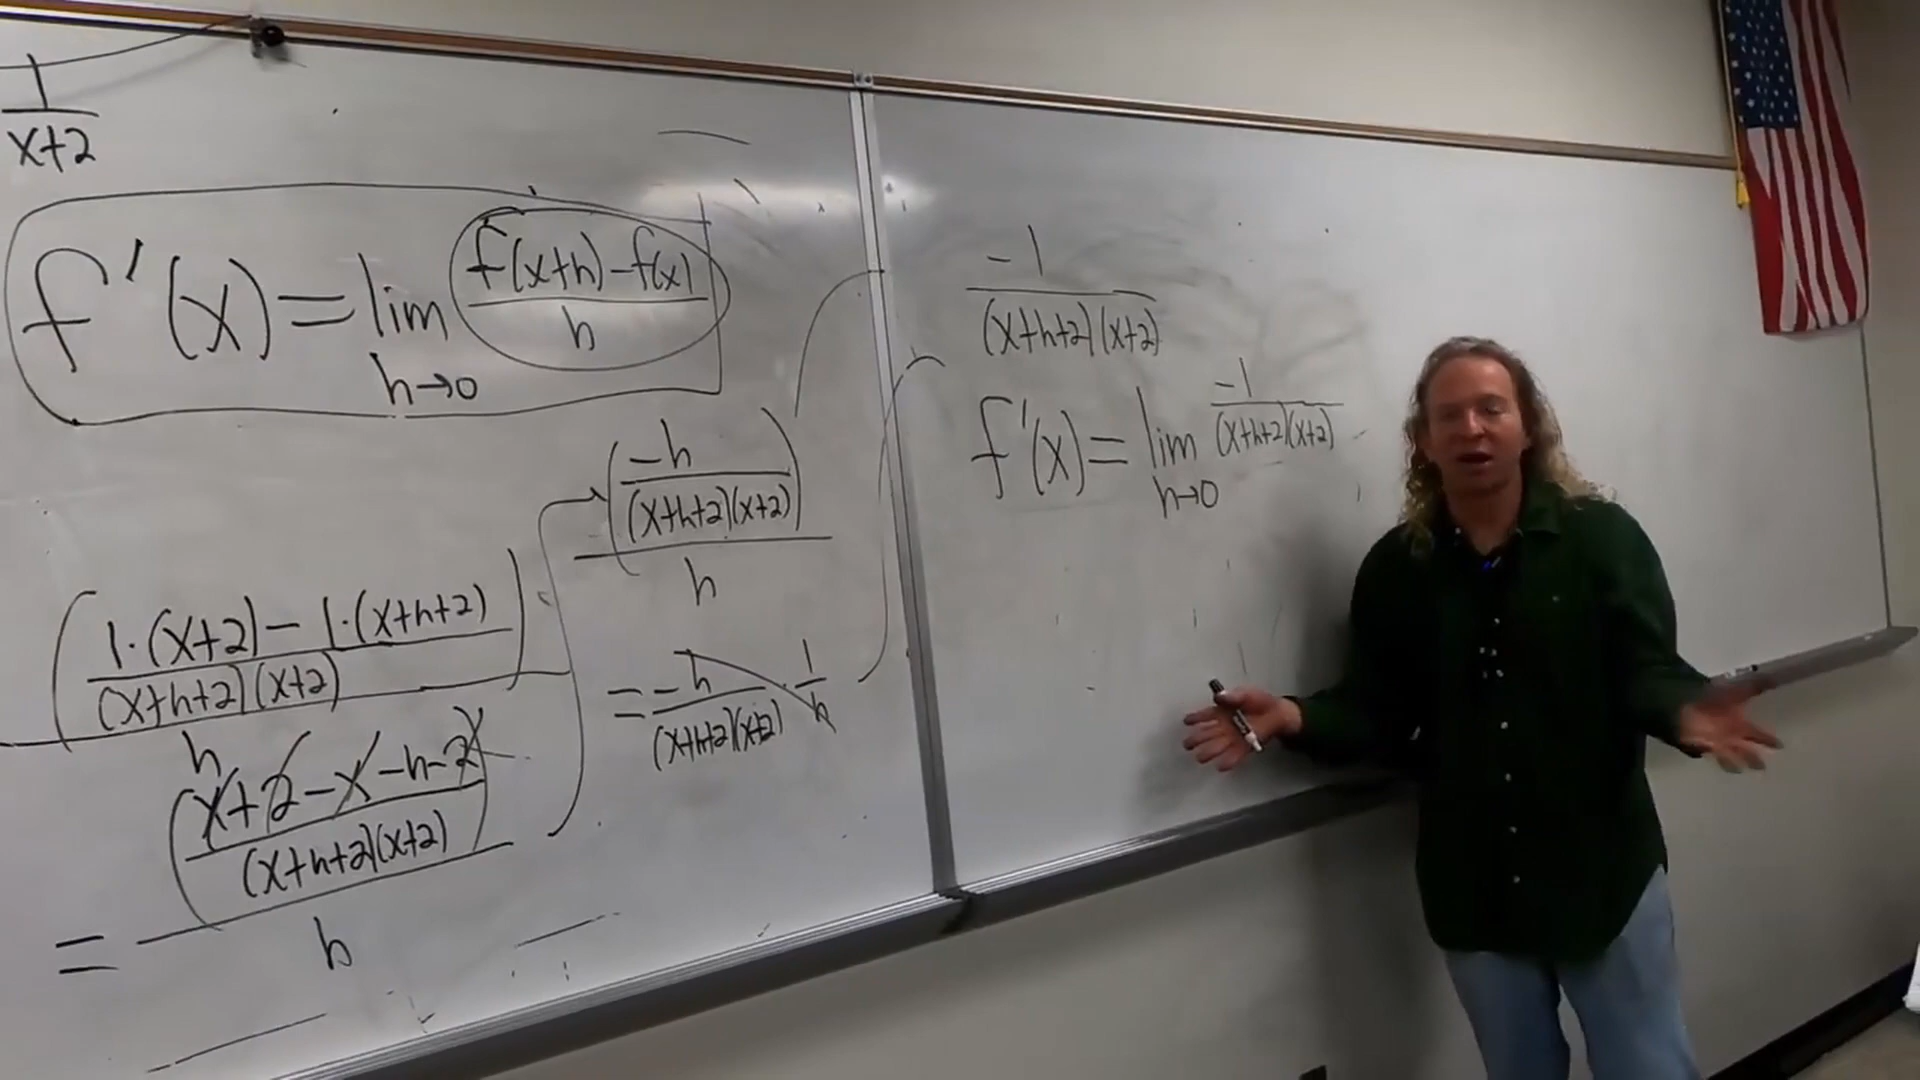 1
x+2
f'(x) = lim f(x+h) - f(x)
h→0 h
(1·(x+2) - 1·(x+h+2))
(x+h+2)(x+2)
h
= (x+2-x-h-2)
(x+h+2)(x+2)
h
(-h)
(x+h+2)(x+2)
h
= -h · 1
(x+h+2)(x+2) h
-1
(x+h+2)(x+2)
f'(x) = lim -1
h→0 (x+h+2)(x+2)